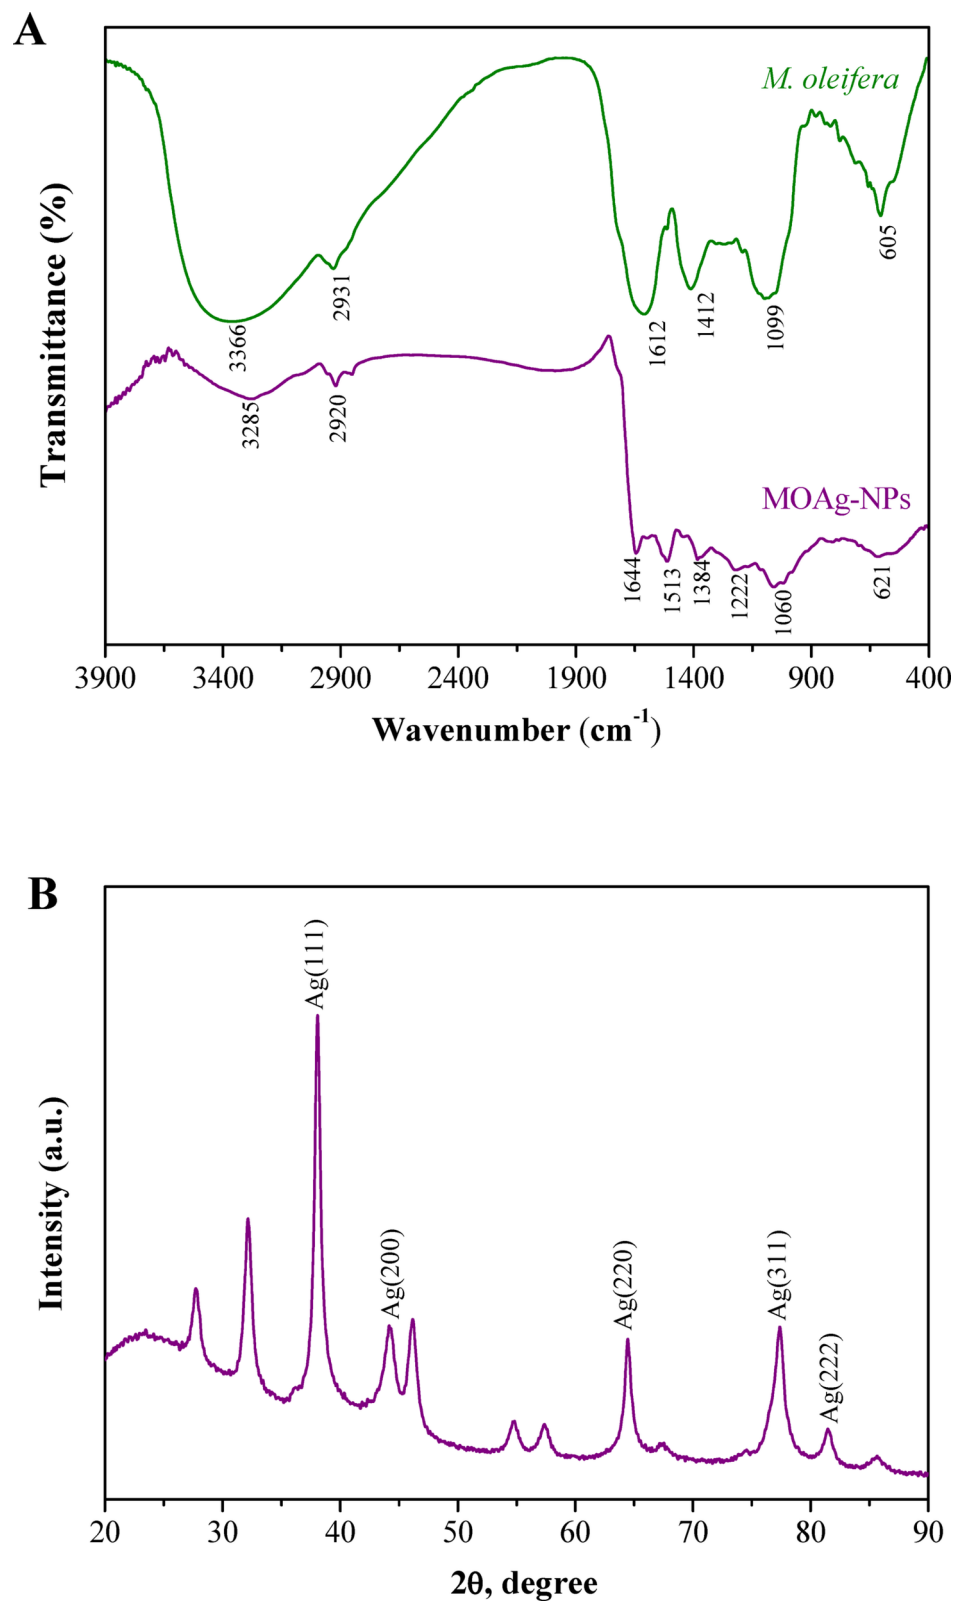 A
M. oleifera
3366
2931
1612
1412
1099
605
3285
2920
MOAg-NPs
1644
1513
1384
1222
1060
621
Transmittance (%)
3900 3400 2900 2400 1900 1400 900 400
Wavenumber (cm⁻¹)
B
Ag(111)
Ag(200)
Ag(220)
Ag(311)
Ag(222)
Intensity (a.u.)
20 30 40 50 60 70 80 90
2θ, degree